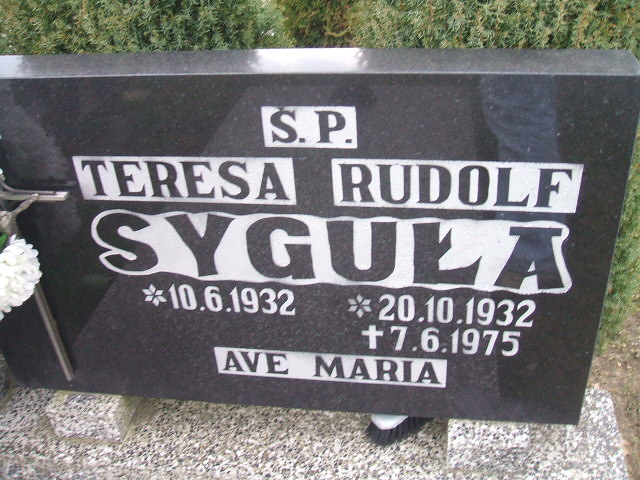 Š.P.
TERESA RUDOLF
SYGUŁA
*10.6.1932 *20.10.1932
✝7.6.1975
AVE MARIA